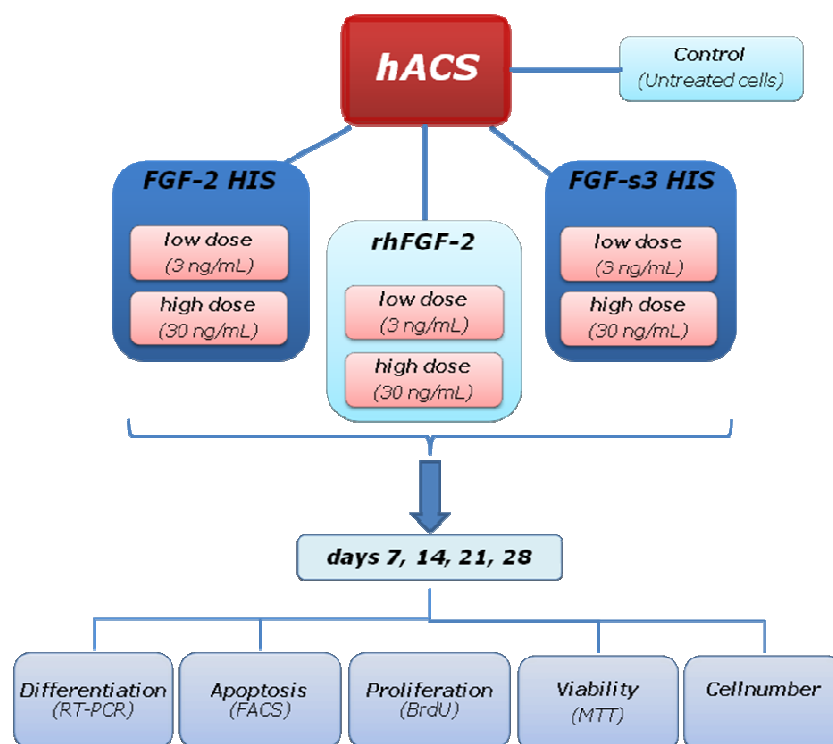 hACS
Control
(Untreated cells)
FGF-2 HIS
low dose
(3 ng/mL)
high dose
(30 ng/mL)
rhFGF-2
low dose
(3 ng/mL)
high dose
(30 ng/mL)
FGF-s3 HIS
low dose
(3 ng/mL)
high dose
(30 ng/mL)
days 7, 14, 21, 28
Differentiation
(RT-PCR)
Apoptosis
(FACS)
Proliferation
(BrdU)
Viability
(MTT)
Cellnumber